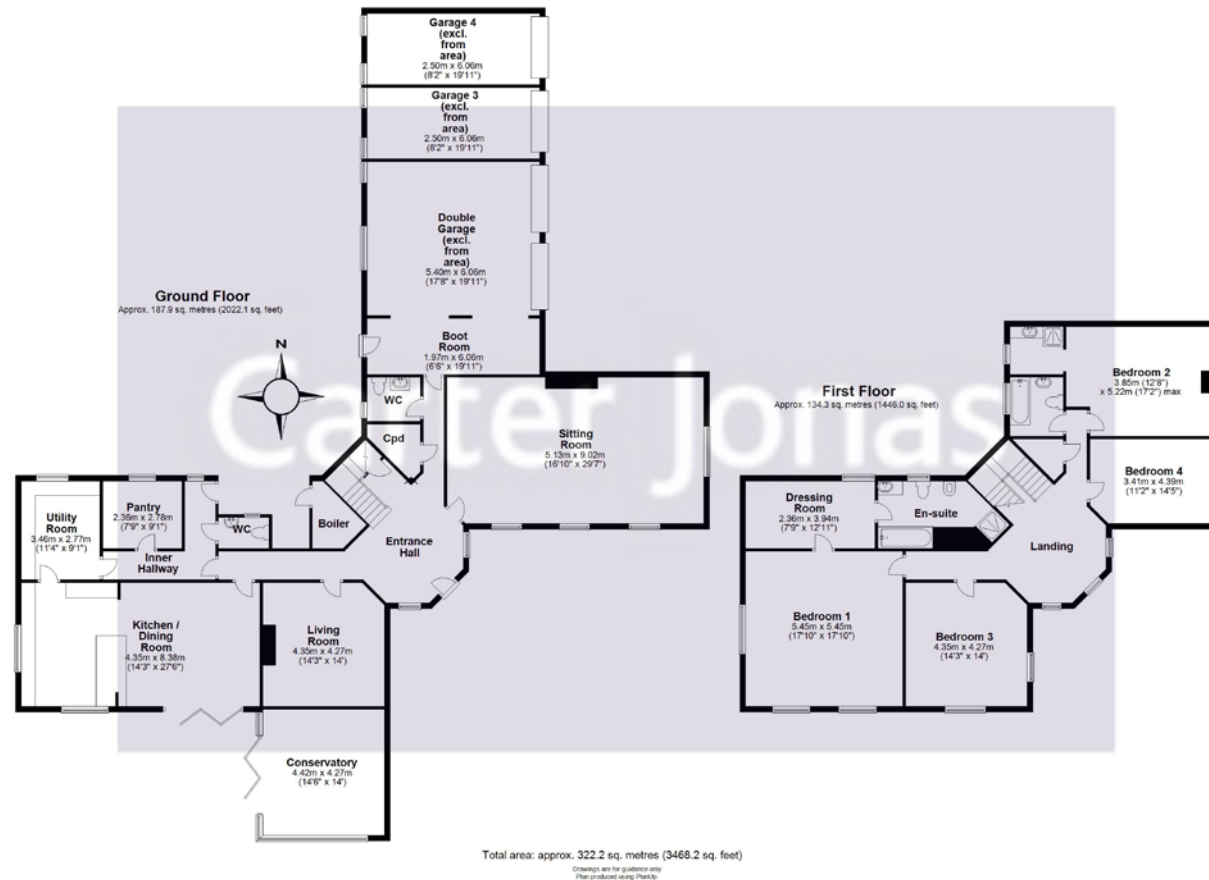 Garage 4
(excl.
from
area)
2.50m x 6.06m
(8'2" x 19'11")
Garage 3
(excl.
from
area)
2.50m x 6.06m
(8'2" x 19'11")
Double
Garage
(excl.
from
area)
5.40m x 6.06m
(17'8" x 19'11")
Ground Floor
Approx. 187.9 sq. metres (2022.1 sq. feet)
N
Boot
Room
1.97m x 6.06m
(6'6" x 19'11")
Carter Jonas
WC
Cpd
Sitting
Room
5.13m x 9.02m
(16'10" x 29'7")
Utility
Room
3.46m x 2.77m
(11'4" x 9'1")
Pantry
2.36m x 2.78m
(7'9" x 9'1")
WC
Boiler
Inner
Hallway
Entrance
Hall
Kitchen /
Dining
Room
4.35m x 8.38m
(14'3" x 27'6")
Living
Room
4.35m x 4.27m
(14'3" x 14')
Conservatory
4.42m x 4.27m
(14'6" x 14')
First Floor
Approx. 134.3 sq. metres (1446.0 sq. feet)
Bedroom 2
3.85m (12'8")
x 5.22m (17'2") max
Bedroom 4
3.41m x 4.39m
(11'2" x 14'5")
Dressing
Room
2.36m x 3.94m
(7'9" x 12'11")
En-suite
Landing
Bedroom 1
5.45m x 5.45m
(17'10" x 17'10")
Bedroom 3
4.35m x 4.27m
(14'3" x 14')
Total area: approx. 322.2 sq. metres (3468.2 sq. feet)
Drawings are for guidance only
Plan produced using PlanUp.